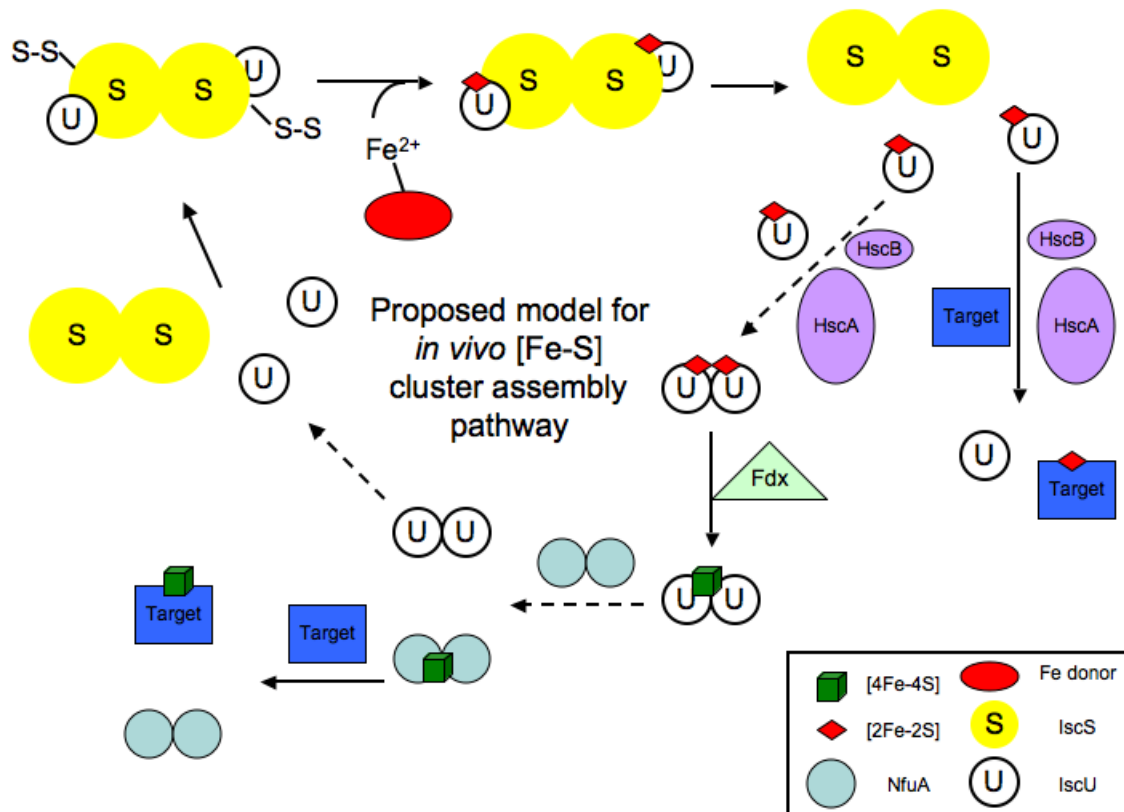 S-S
S
S
U
U
S-S
Fe2+
U
S
S
U
S
S
U
U
U
HscB
HscA
HscB
HscA
Target
S
S
U
U
Proposed model for
in vivo [Fe-S]
cluster assembly
pathway
U
U
Fdx
U
Target
U
U
U
U
Target
Target
[4Fe-4S]
Fe donor
[2Fe-2S]
S
IscS
NfuA
U
IscU